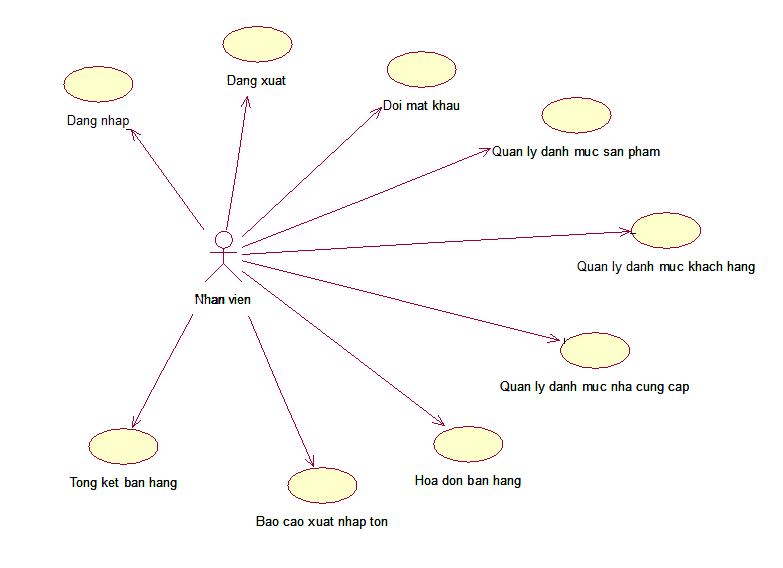 Dang xuat
Doi mat khau
Dang nhap
Quan ly danh muc san pham
Quan ly danh muc khach hang
Nhan vien
Quan ly danh muc nha cung cap
Hoa don ban hang
Tong ket ban hang
Bao cao xuat nhap ton